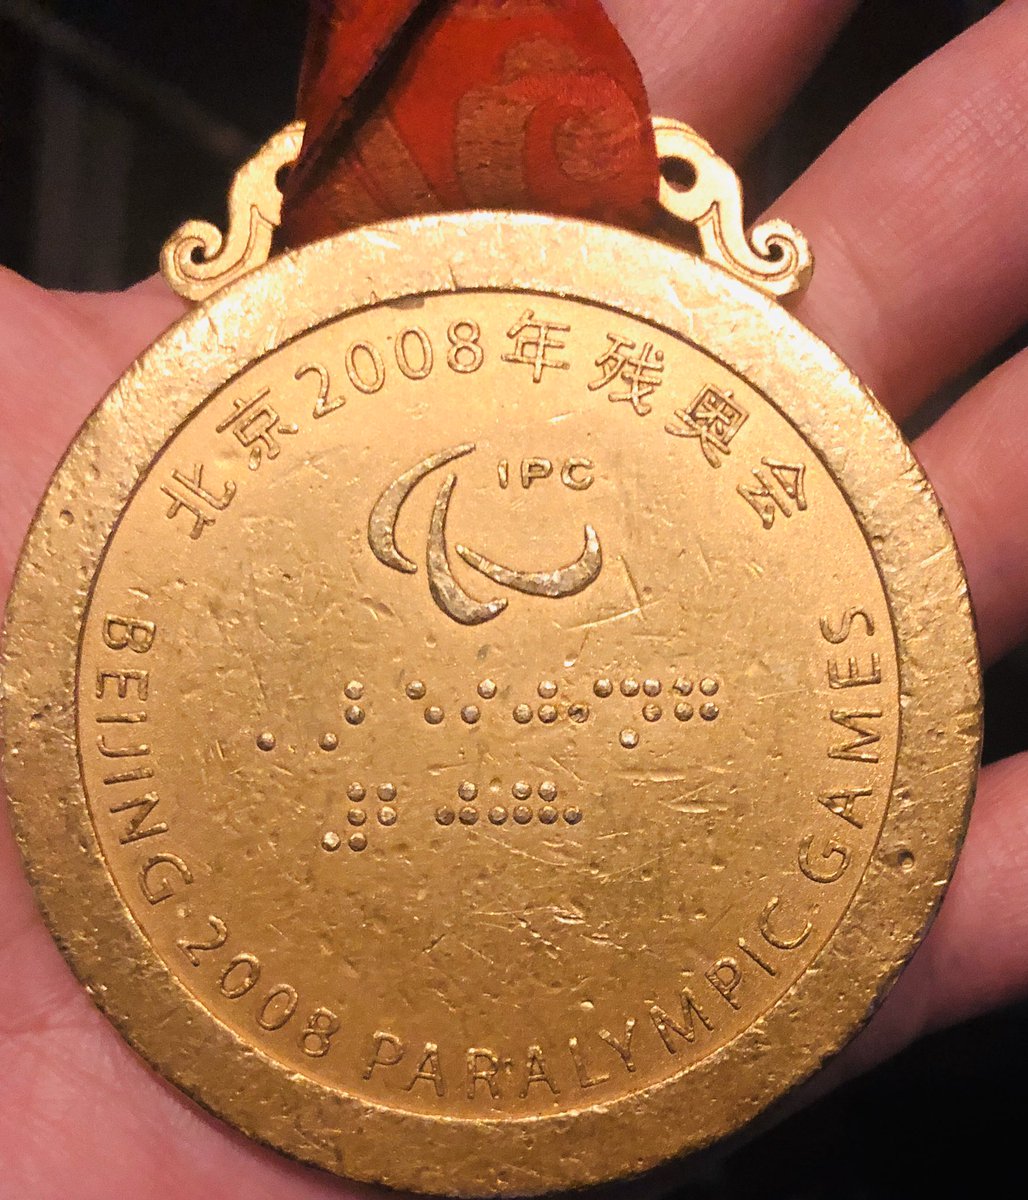 北京2008年残奥会
IPC
BEIJING 2008 PARALYMPIC GAMES